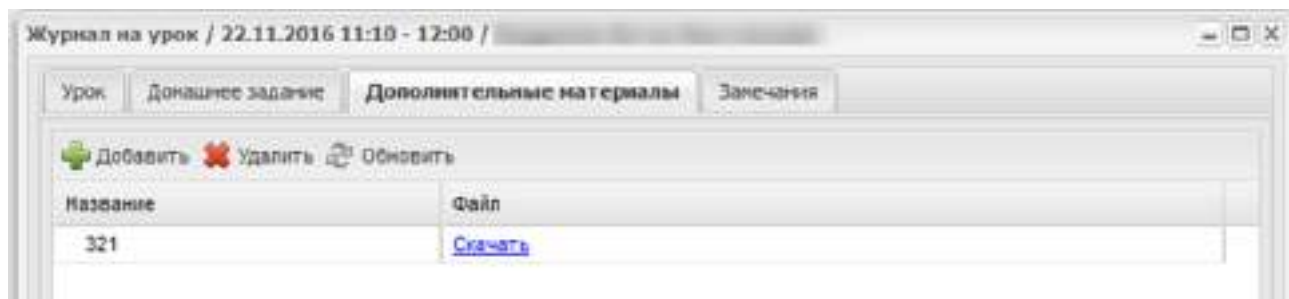 Журнал на урок / 22.11.2016 11:10 - 12:00 /
Урок Домашнее задание Дополнительные материалы Замечания
Добавить Удалить Обновить
Название Файл
321 Скачать